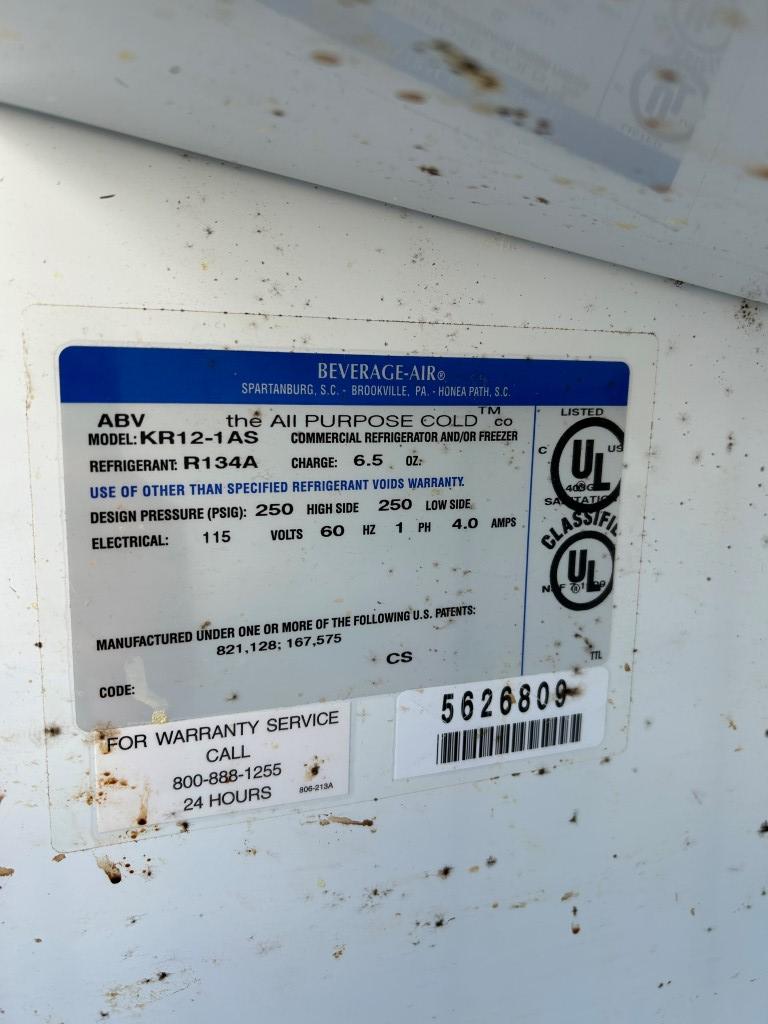 BEVERAGE-AIR®
SPARTANBURG, S.C. - BROOKVILLE, PA. - HONEA PATH, S.C.
ABV the All PURPOSE COLD™ co
MODEL: KR12-1AS COMMERCIAL REFRIGERATOR AND/OR FREEZER
REFRIGERANT: R134A CHARGE: 6.5 OZ.
USE OF OTHER THAN SPECIFIED REFRIGERANT VOIDS WARRANTY.
DESIGN PRESSURE (PSIG): 250 HIGH SIDE 250 LOW SIDE
ELECTRICAL: 115 VOLTS 60 HZ 1 PH 4.0 AMPS
MANUFACTURED UNDER ONE OR MORE OF THE FOLLOWING U.S. PATENTS:
821,128; 167,575
CS
CODE:
LISTED
C UL US
®
UL
®
TTL
5626809
FOR WARRANTY SERVICE
CALL
800-888-1255
24 HOURS 806-213A